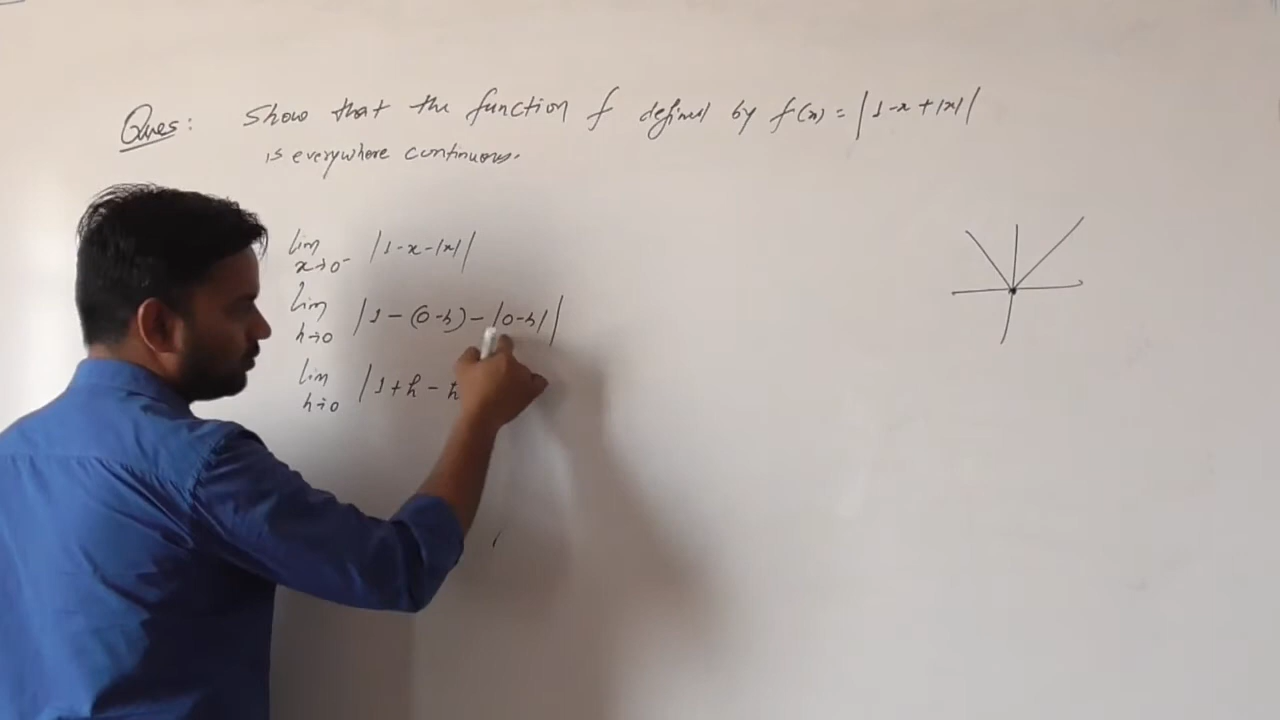 Ques: Show that the function f defined by f(x) = |1-x+|x||
is everywhere continuous.
lim x→0⁻ |1-x-|x||
lim h→0 |1-(0-h)-|0-h||
lim h→0 |1+h-h